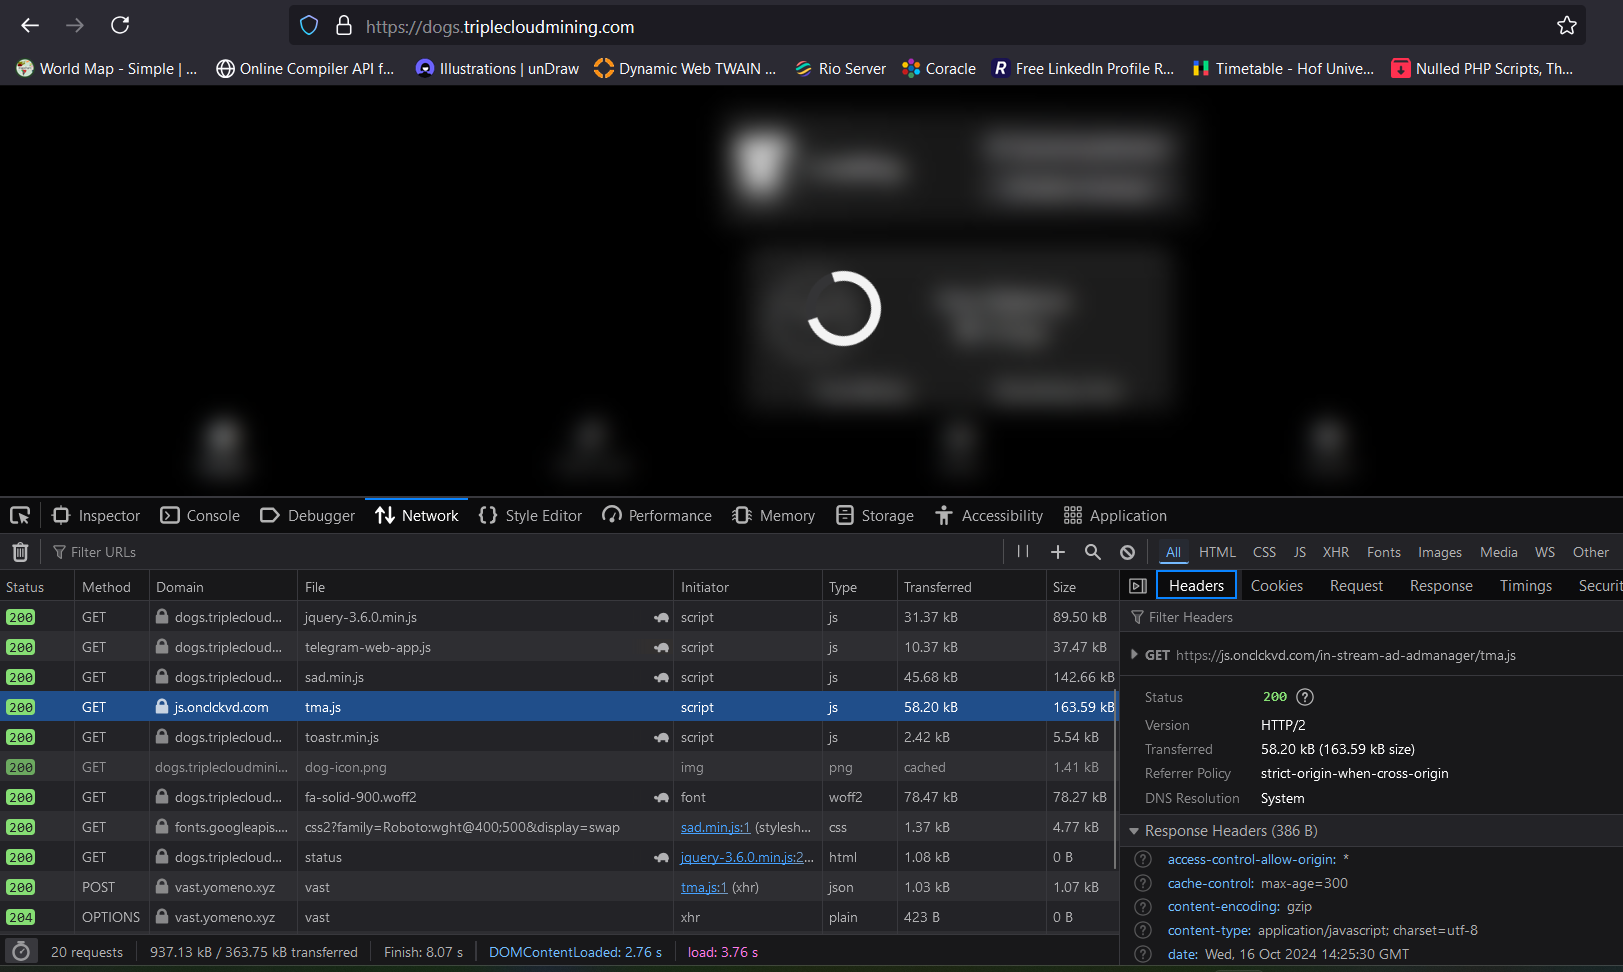 https://dogs.triplecloudmining.com
World Map - Simple | ... Online Compiler API f... Illustrations | unDraw Dynamic Web TWAIN ... Rio Server Coracle Free LinkedIn Profile R... Timetable - Hof Unive... Nulled PHP Scripts, Th...
Inspector Console Debugger Network Style Editor Performance Memory Storage Accessibility Application
Filter URLs All HTML CSS JS XHR Fonts Images Media WS Other
Status Method Domain File Initiator Type Transferred Size Headers Cookies Request Response Timings Securit
200 GET dogs.triplecloud... jquery-3.6.0.min.js script js 31.37 kB 89.50 kB
Filter Headers
200 GET dogs.triplecloud... telegram-web-app.js script js 10.37 kB 37.47 kB
GET https://js.onclckvd.com/in-stream-ad-admanager/tma.js
200 GET dogs.triplecloud... sad.min.js script js 45.68 kB 142.66 kB
Status 200
200 GET js.onclckvd.com tma.js script js 58.20 kB 163.59 kB
Version HTTP/2
200 GET dogs.triplecloud... toastr.min.js script js 2.42 kB 5.54 kB
Transferred 58.20 kB (163.59 kB size)
200 GET dogs.triplecloudmini... dog-icon.png img png cached 1.41 kB
Referrer Policy strict-origin-when-cross-origin
200 GET dogs.triplecloud... fa-solid-900.woff2 font woff2 78.47 kB 78.27 kB
DNS Resolution System
200 GET fonts.googleapis.... css2?family=Roboto:wght@400;500&display=swap sad.min.js:1 (stylesh... css 1.37 kB 4.77 kB
Response Headers (386 B)
200 GET dogs.triplecloud... status jquery-3.6.0.min.js:2... html 1.08 kB 0 B
access-control-allow-origin: *
200 POST vast.yomeno.xyz vast tma.js:1 (xhr) json 1.03 kB 1.07 kB
cache-control: max-age=300
204 OPTIONS vast.yomeno.xyz vast xhr plain 423 B 0 B
content-encoding: gzip
content-type: application/javascript; charset=utf-8
20 requests 937.13 kB / 363.75 kB transferred Finish: 8.07 s DOMContentLoaded: 2.76 s load: 3.76 s
date: Wed, 16 Oct 2024 14:25:30 GMT